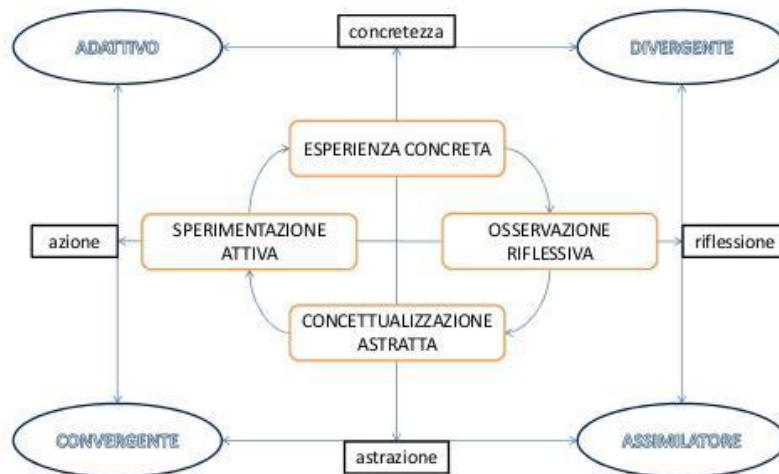 concretezza
ADATTIVO
DIVERGENTE
ESPERIENZA CONCRETA
azione
SPERIMENTAZIONE
ATTIVA
OSSERVAZIONE
RIFLESSIVA
riflessione
CONCETTUALIZZAZIONE
ASTRATTA
CONVERGENTE
astrazione
ASSIMILATORE